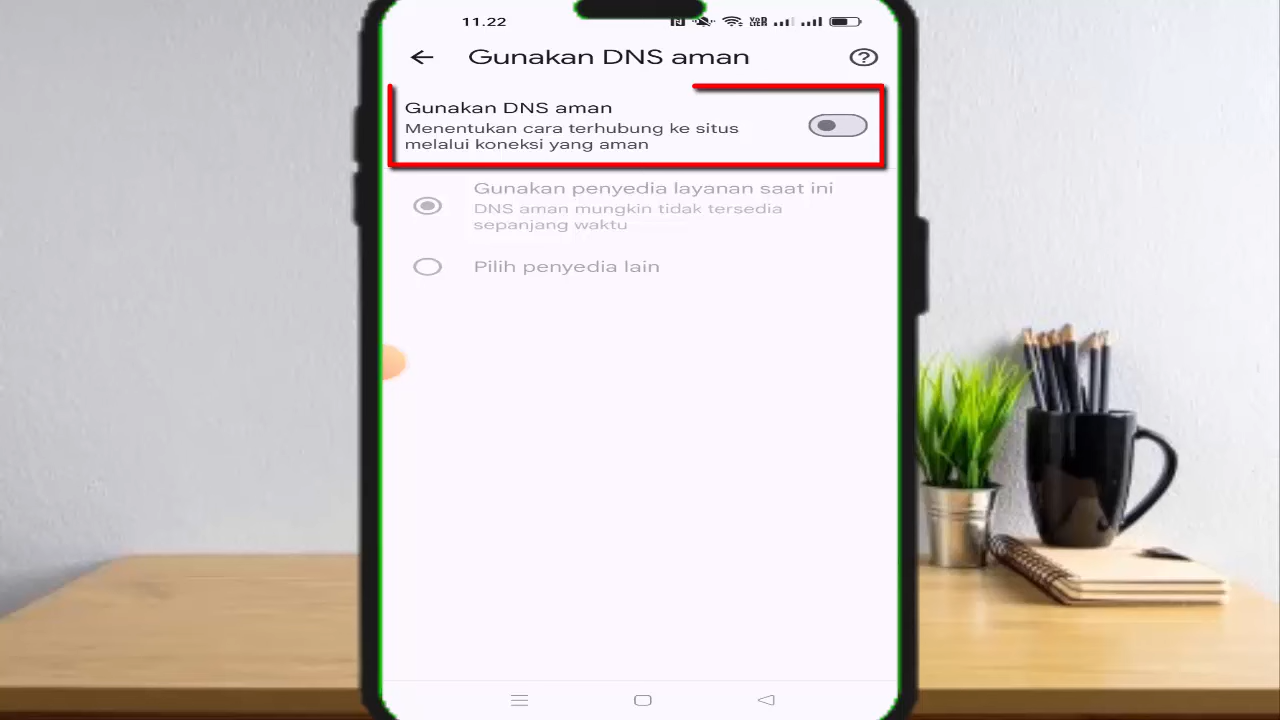 11.22
Gunakan DNS aman
Gunakan DNS aman
Menentukan cara terhubung ke situs
melalui koneksi yang aman
Gunakan penyedia layanan saat ini
DNS aman mungkin tidak tersedia
sepanjang waktu
Pilih penyedia lain